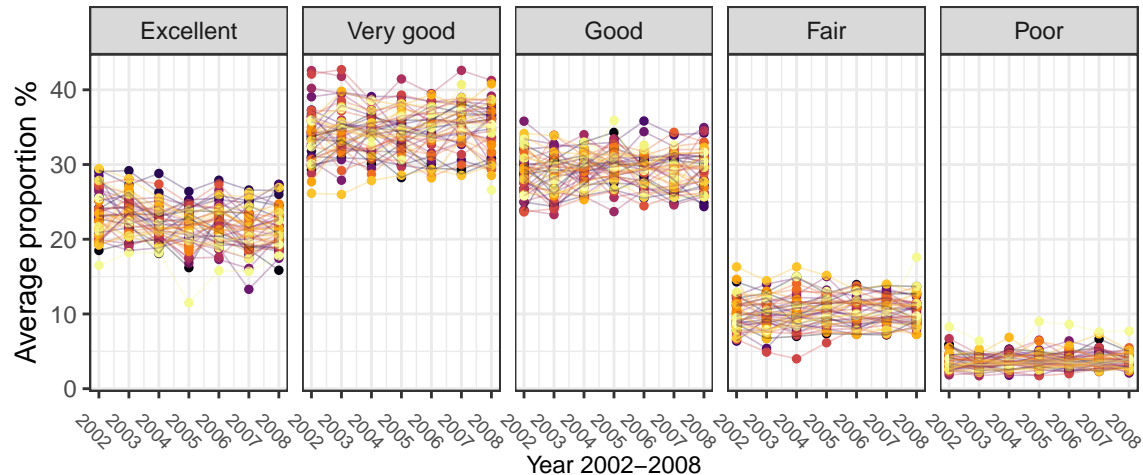 Excellent Very good Good Fair Poor
Average proportion %
40
30
20
10
0
2002 2003 2004 2005 2006 2007 2008 2002 2003 2004 2005 2006 2007 2008 2002 2003 2004 2005 2006 2007 2008 2002 2003 2004 2005 2006 2007 2008 2002 2003 2004 2005 2006 2007 2008
Year 2002−2008